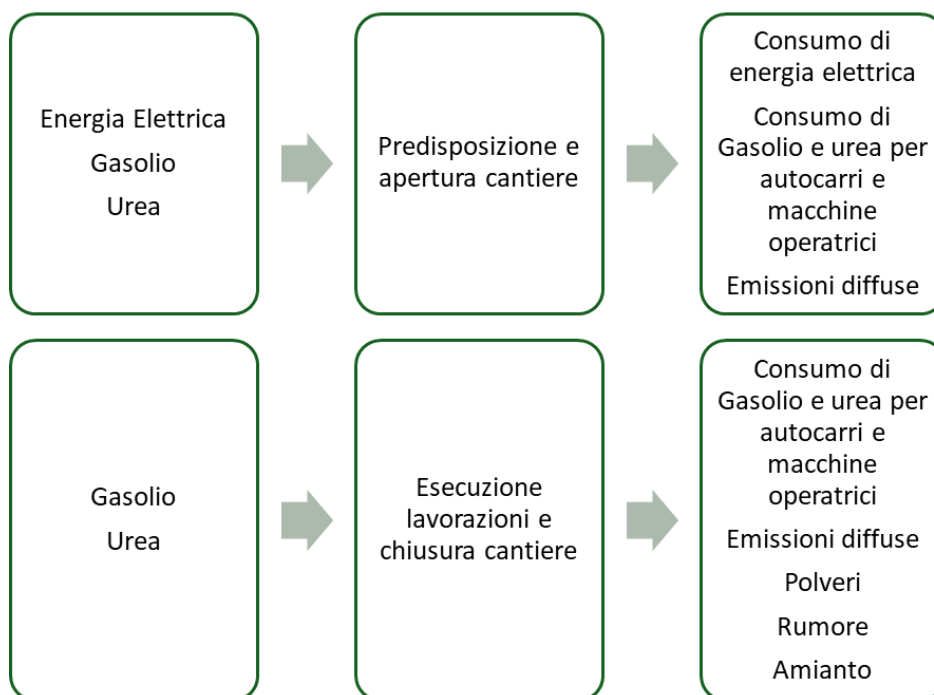 Energia Elettrica
Gasolio
Urea
Predisposizione e
apertura cantiere
Consumo di
energia elettrica
Consumo di
Gasolio e urea per
autocarri e
macchine
operatrici
Emissioni diffuse
Gasolio
Urea
Esecuzione
lavorazioni e
chiusura cantiere
Consumo di
Gasolio e urea per
autocarri e
macchine
operatrici
Emissioni diffuse
Polveri
Rumore
Amianto